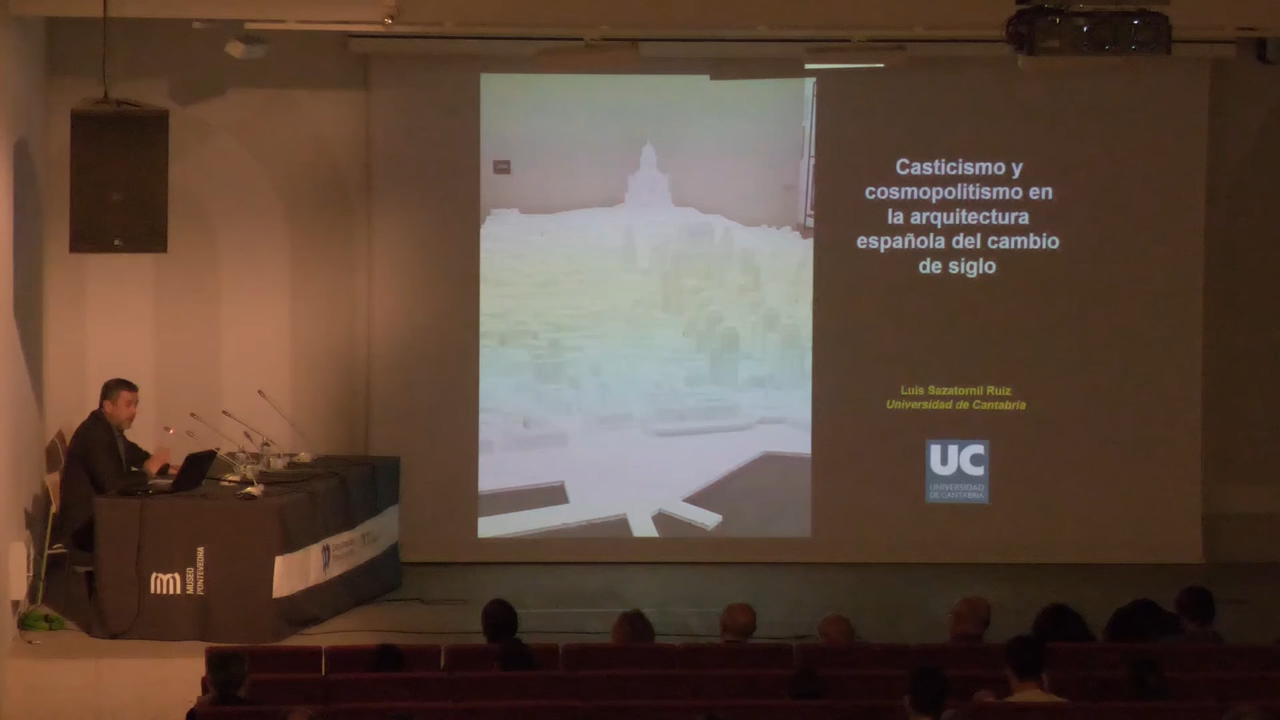 Casticismo y
cosmopolitismo en
la arquitectura
española del cambio
de siglo
Luis Sazatornil Ruiz
Universidad de Cantabria
UC
UNIVERSIDAD
DE CANTABRIA
MUSEO
PONTEVEDRA